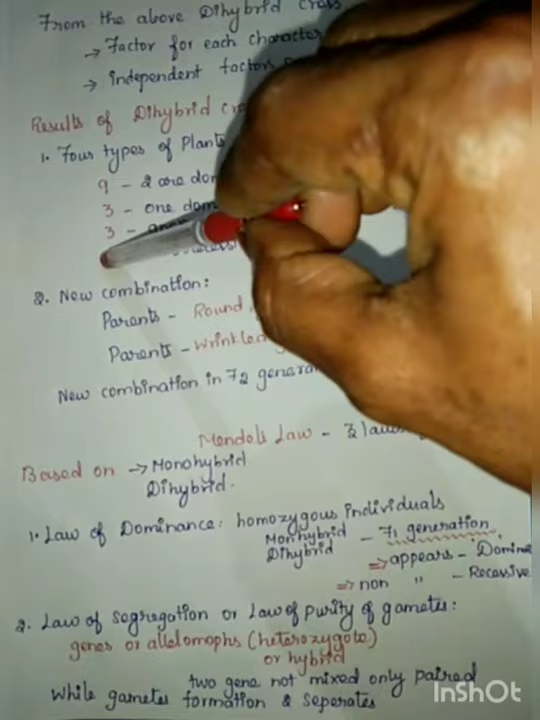 From the above Dihybrid Cross
→ Factor for each character
→ independent factors
Results of Dihybrid
1. Four types of Plants
9 - 2 are dom
3 - one dom
3 -
2. New combination:
Parents - Round
Parents - Wrinkled
New combination in F2 genera
Mendel's Law - 3 laws
Based on → Monohybrid
Dihybrid.
1. Law of Dominance: homozygous individuals
Monohybrid - F1 generation
Dihybrid
⇒ appears - 'Domina
⇒ non " - Recessive
2. Law of segregation or Law of purity of gametes:
genes or allelomophs (heterozygote)
or hybrid
two gene not mixed only paired
While gametes formation & seperates
InShOt